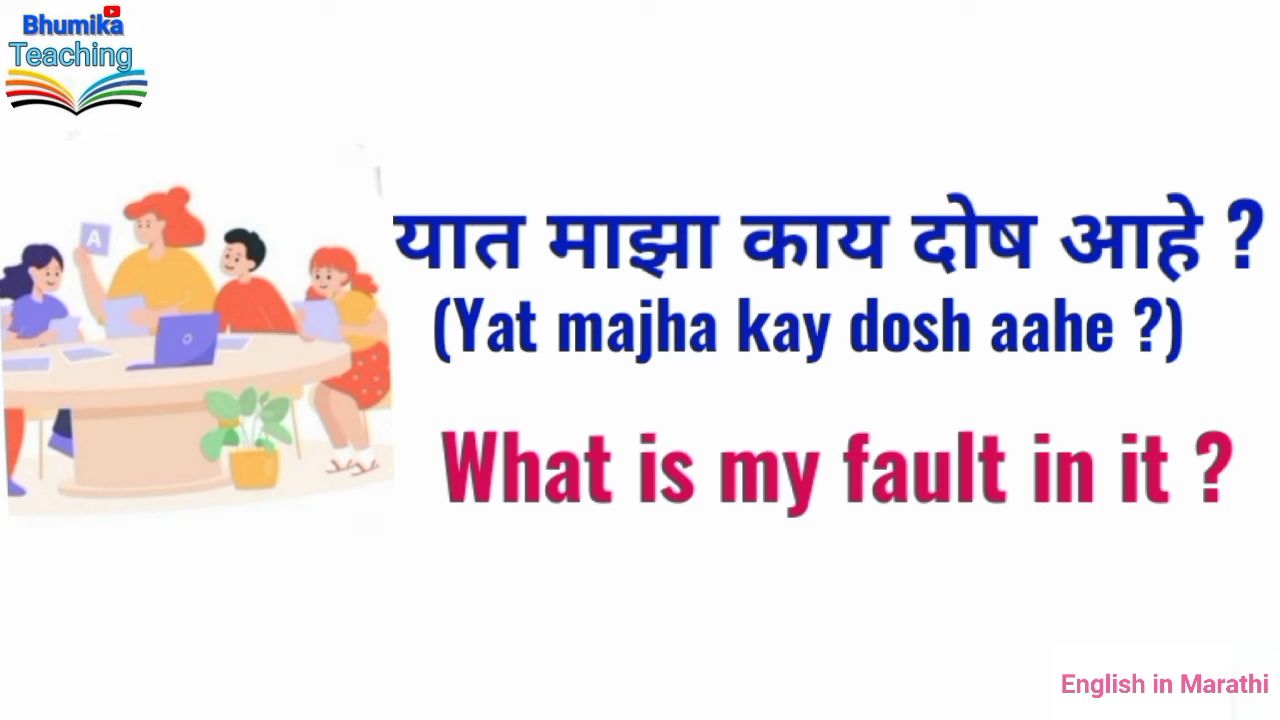 Bhumika
Teaching
A
यात माझा काय दोष आहे ?
(Yat majha kay dosh aahe ?)
What is my fault in it ?
English in Marathi